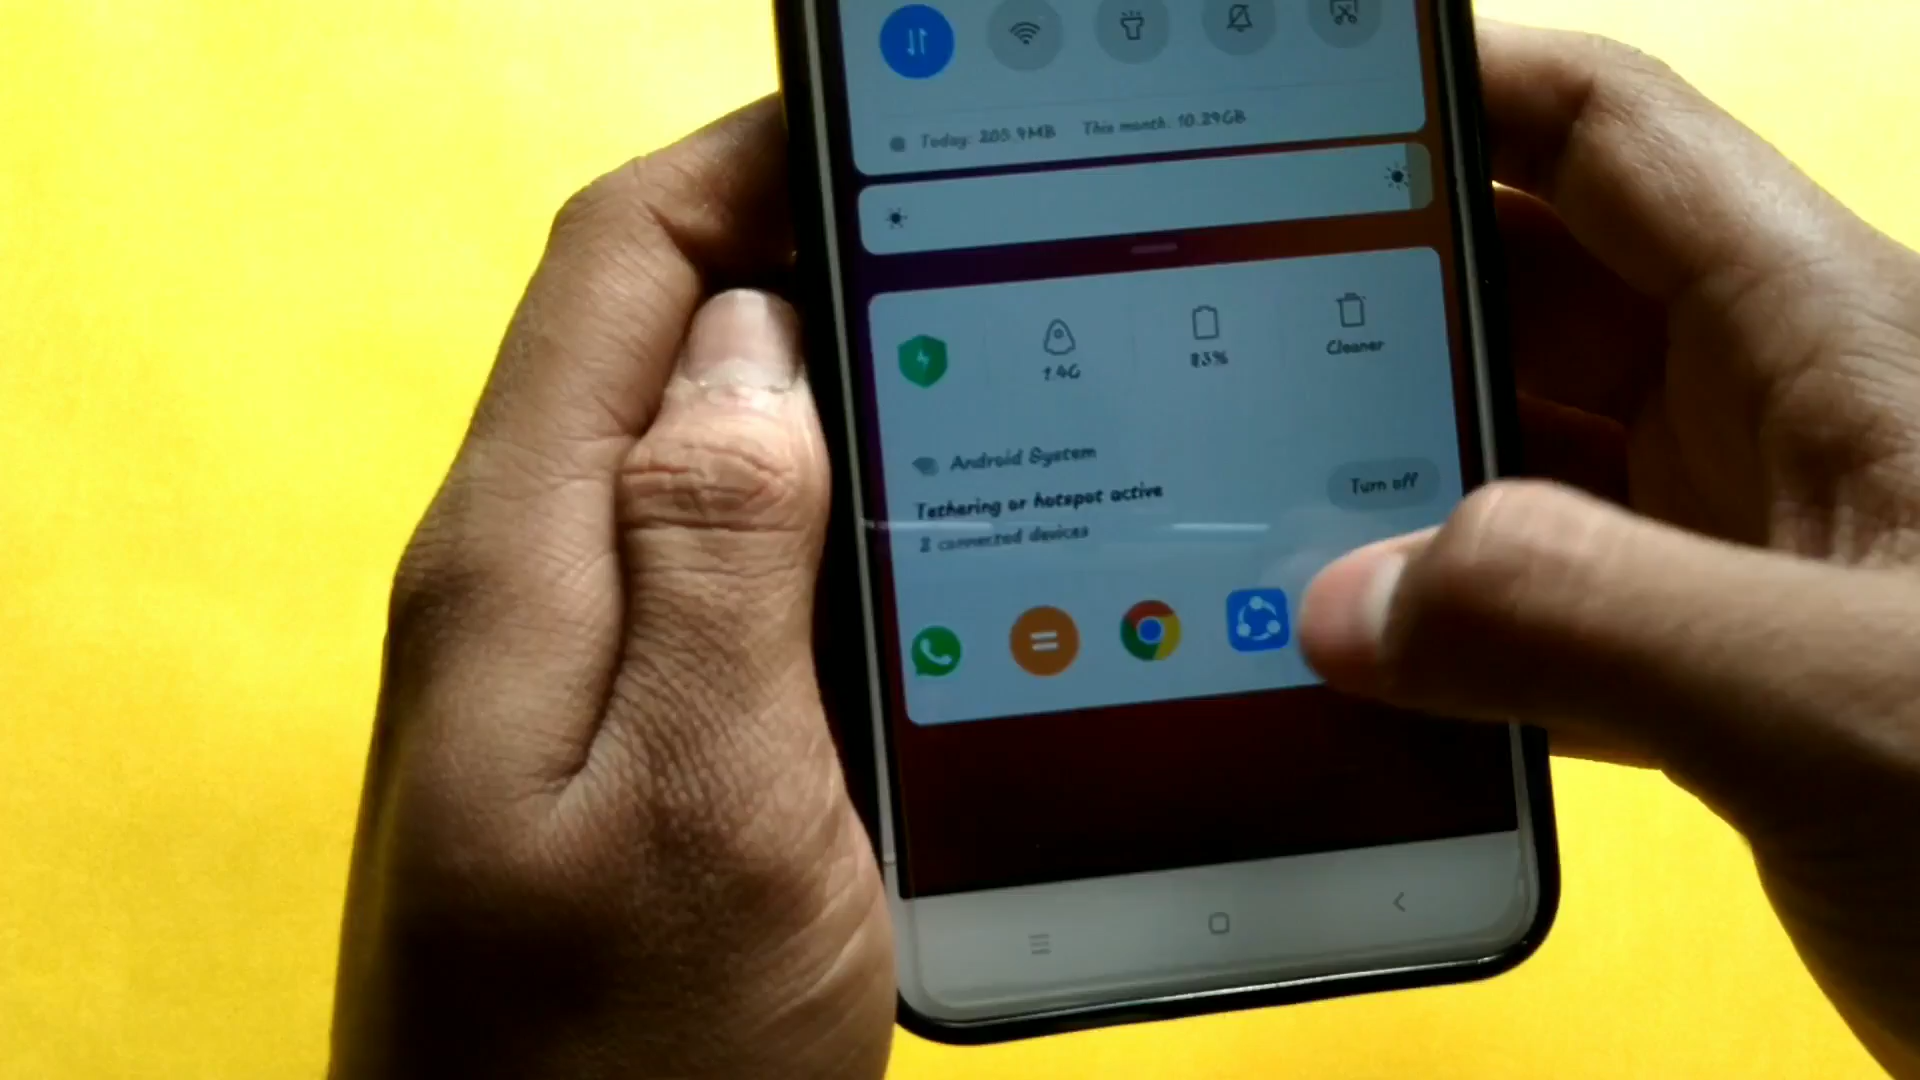 Today: 205.9MB This month: 10.29GB
1.4G
83%
Cleaner
Android System
Tethering or hotspot active
Turn off
2 connected devices